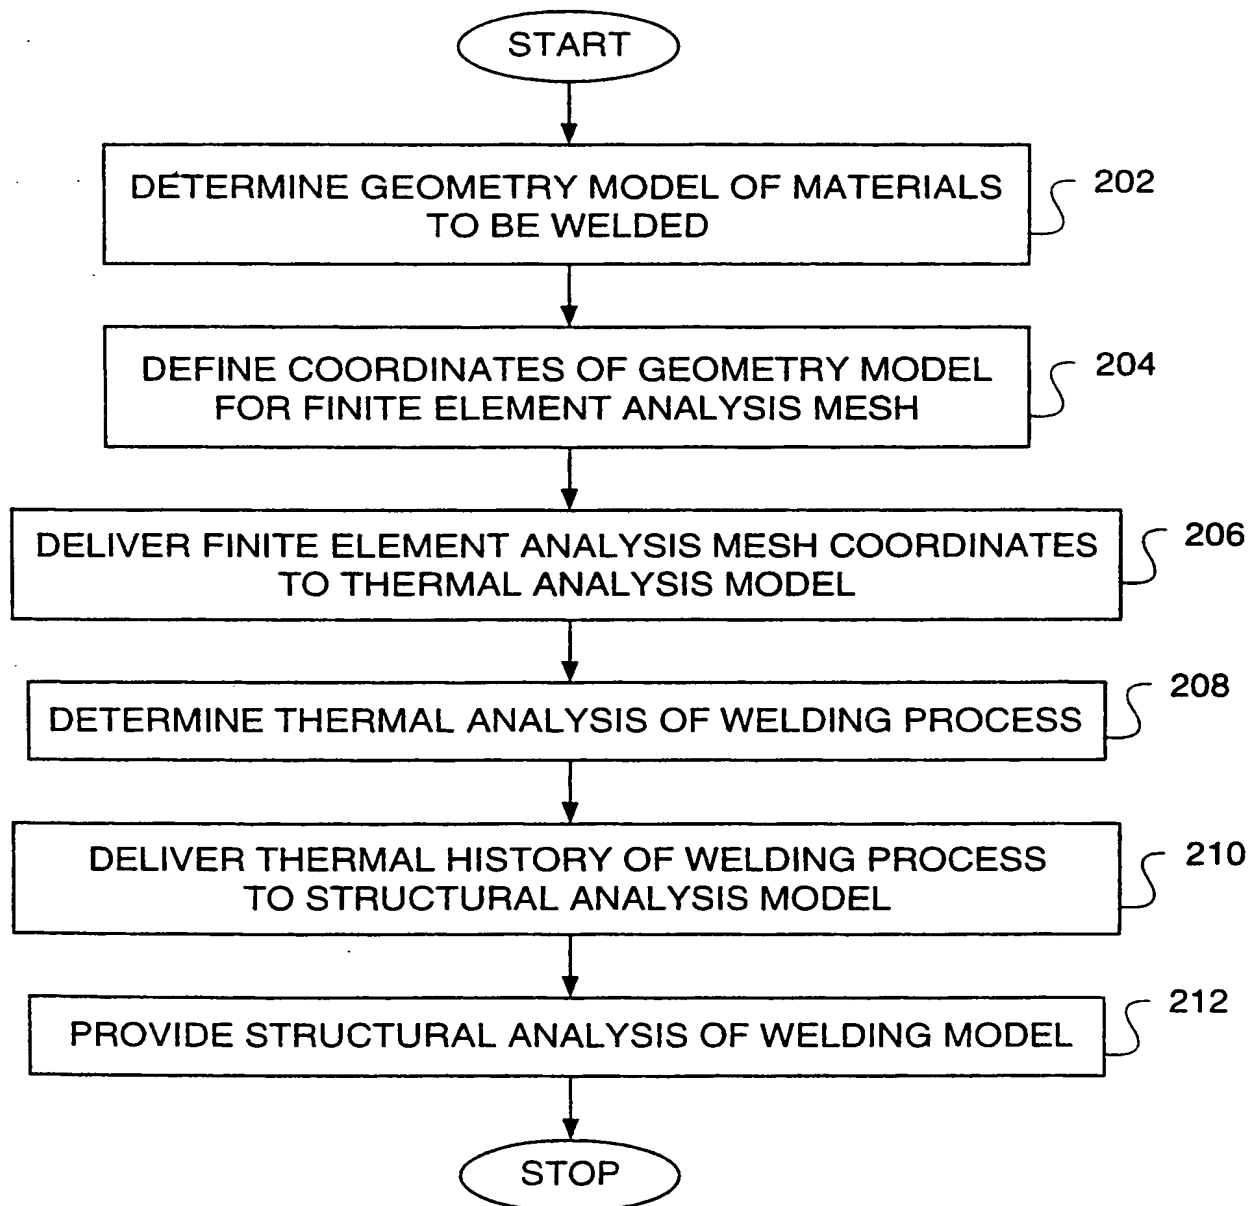 START
DETERMINE GEOMETRY MODEL OF MATERIALS
TO BE WELDED
202
DEFINE COORDINATES OF GEOMETRY MODEL
FOR FINITE ELEMENT ANALYSIS MESH
204
DELIVER FINITE ELEMENT ANALYSIS MESH COORDINATES
TO THERMAL ANALYSIS MODEL
206
DETERMINE THERMAL ANALYSIS OF WELDING PROCESS
208
DELIVER THERMAL HISTORY OF WELDING PROCESS
TO STRUCTURAL ANALYSIS MODEL
210
PROVIDE STRUCTURAL ANALYSIS OF WELDING MODEL
212
STOP